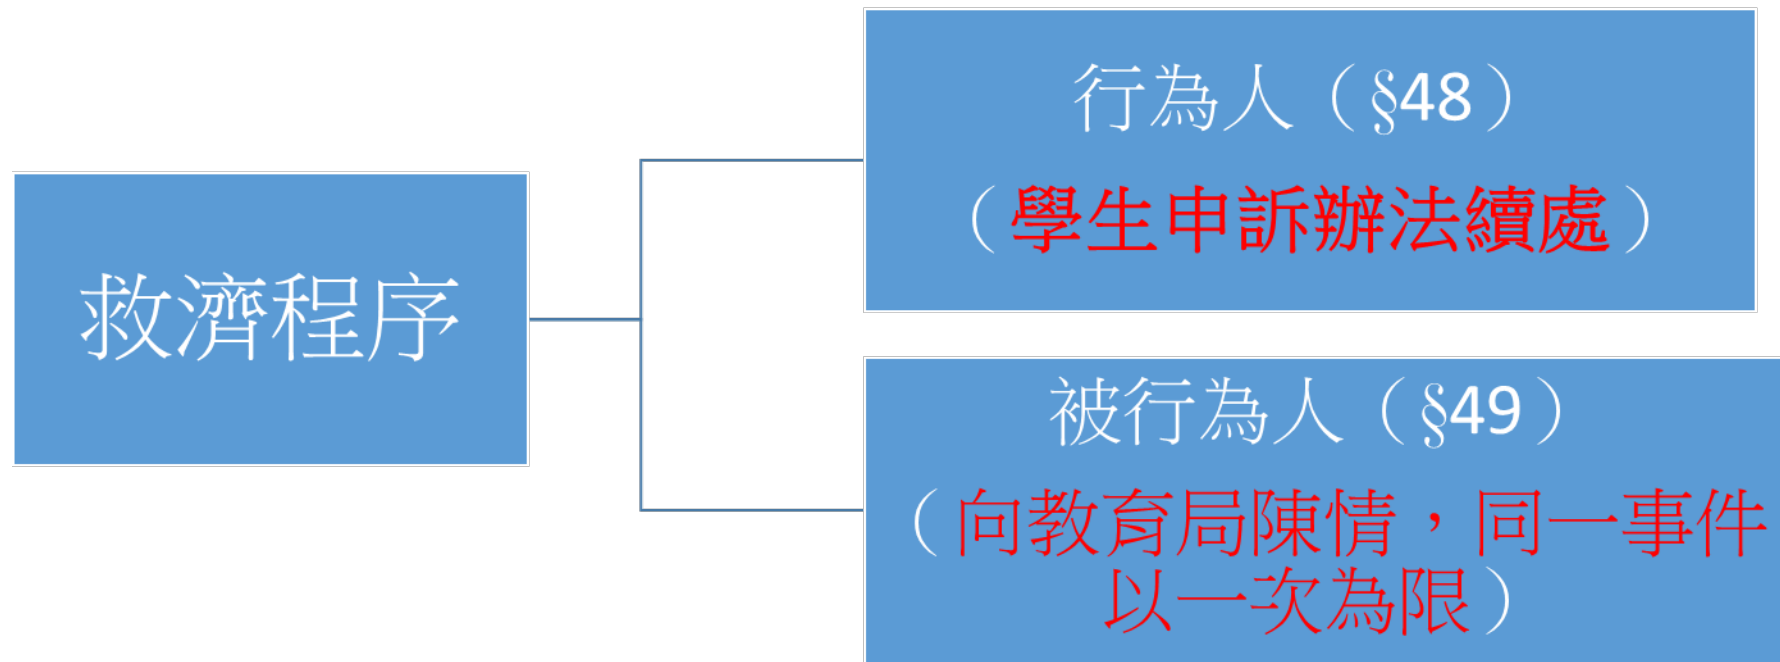 救濟程序
行為人（§48）
（學生申訴辦法續處）
被行為人（§49）
（向教育局陳情，同一事件
以一次為限）